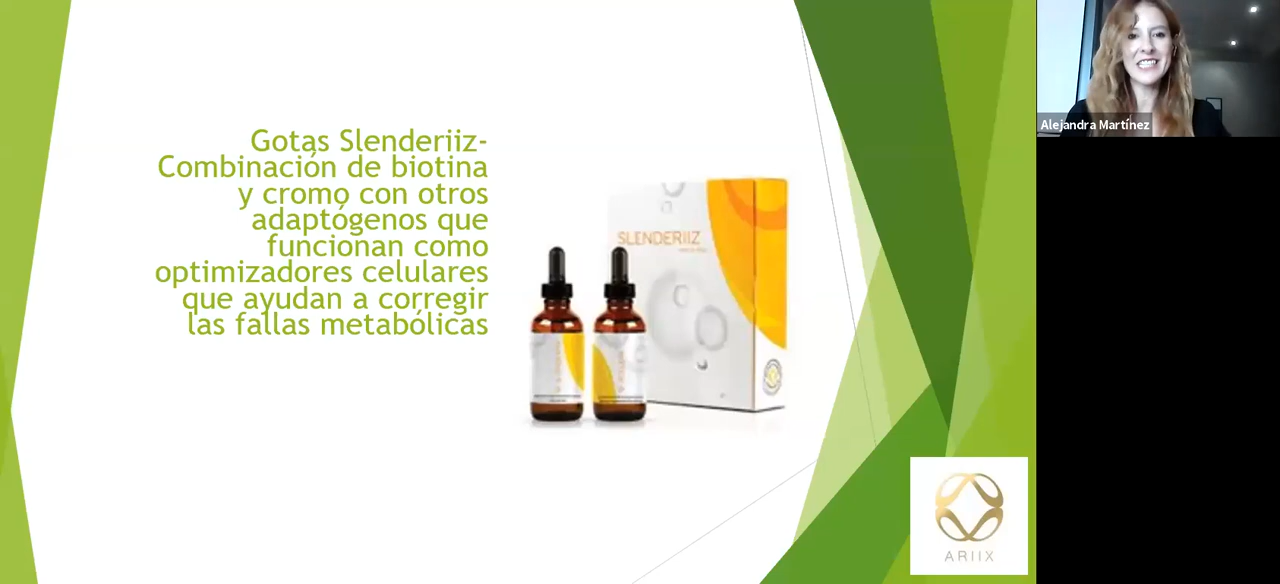 Gotas Slenderiiz-
Combinación de biotina
y cromo con otros
adaptógenos que
funcionan como
optimizadores celulares
que ayudan a corregir
las fallas metabólicas
SLENDERIIZ
Alejandra Martínez
ARIIX